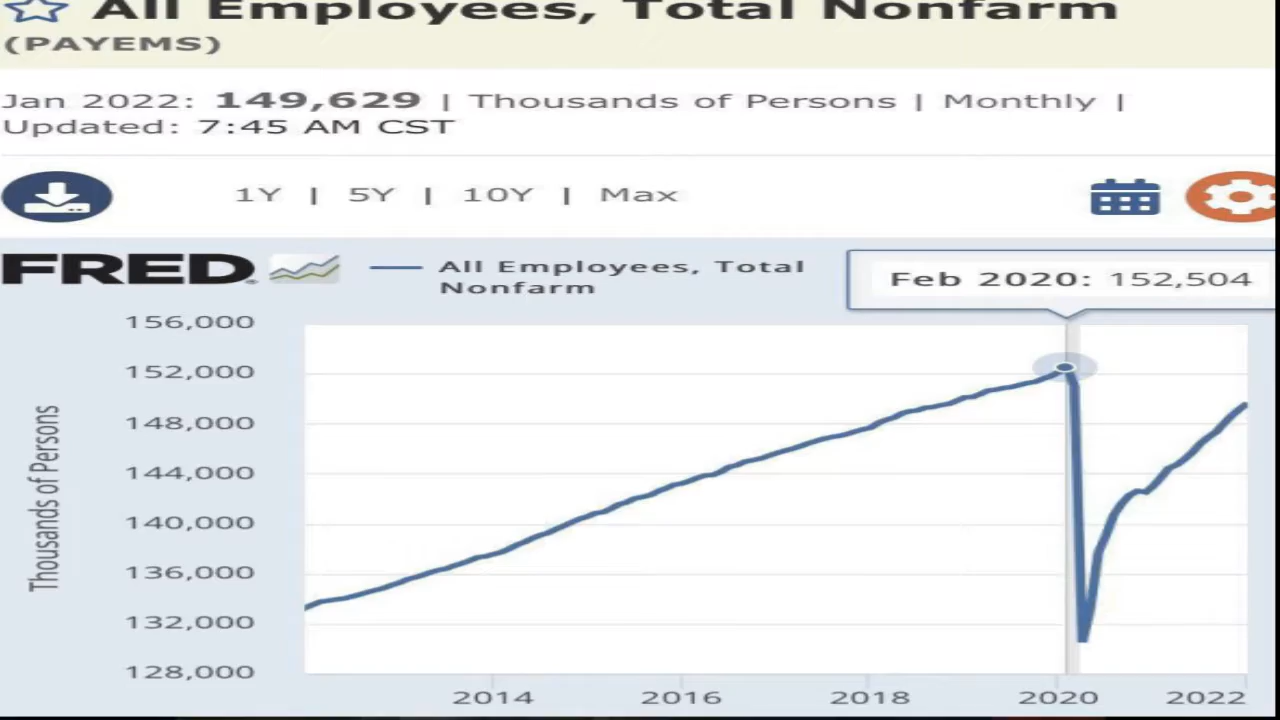 All Employees, Total Nonfarm
(PAYEMS)
Jan 2022: 149,629 | Thousands of Persons | Monthly |
Updated: 7:45 AM CST
1Y | 5Y | 10Y | Max
FRED
All Employees, Total
Nonfarm
Feb 2020: 152,504
Thousands of Persons
156,000
152,000
148,000
144,000
140,000
136,000
132,000
128,000
2014 2016 2018 2020 2022